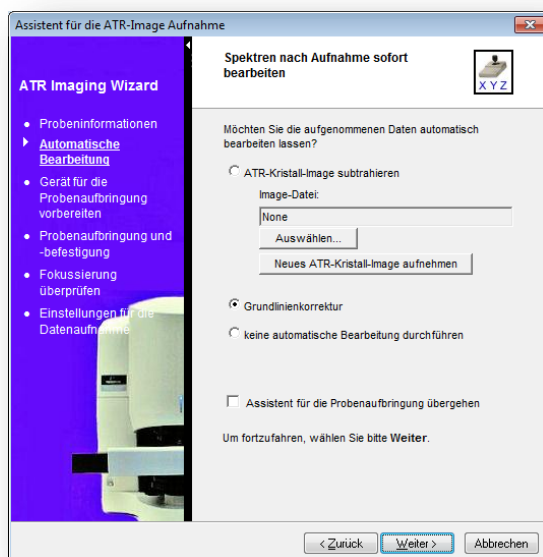 Assistent für die ATR-Image Aufnahme
ATR Imaging Wizard
Probeninformationen
Automatische
Bearbeitung
Gerät für die
Probenaufbringung
vorbereiten
Probenaufbringung und
-befestigung
Fokussierung
überprüfen
Einstellungen für die
Datenaufnahme
Spektren nach Aufnahme sofort
bearbeiten
X Y Z
Möchten Sie die aufgenommenen Daten automatisch
bearbeiten lassen?
ATR-Kristall-Image subtrahieren
Image-Datei:
None
Auswählen...
Neues ATR-Kristall-Image aufnehmen
Grundlinienkorrektur
keine automatische Bearbeitung durchführen
Assistent für die Probenaufbringung übergehen
Um fortzufahren, wählen Sie bitte Weiter.
< Zurück
Weiter >
Abbrechen